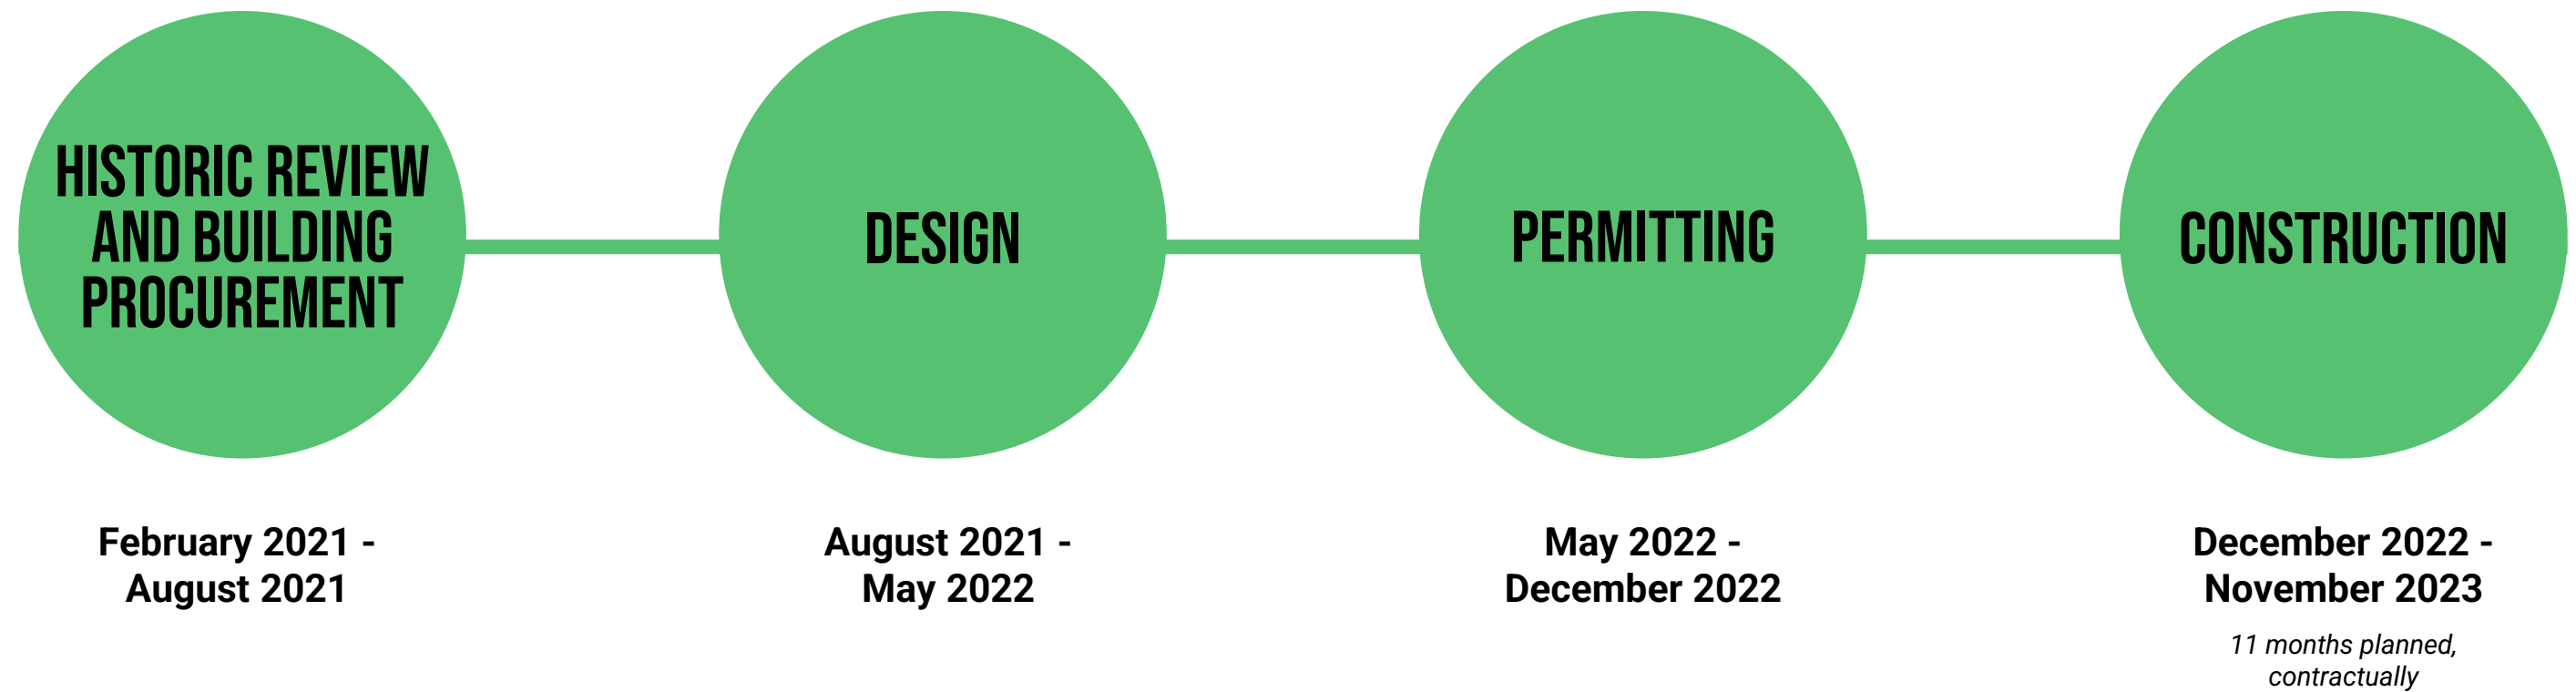 HISTORIC REVIEW
AND BUILDING
PROCUREMENT
February 2021 -
August 2021
DESIGN
August 2021 -
May 2022
PERMITTING
May 2022 -
December 2022
CONSTRUCTION
December 2022 -
November 2023
11 months planned,
contractually